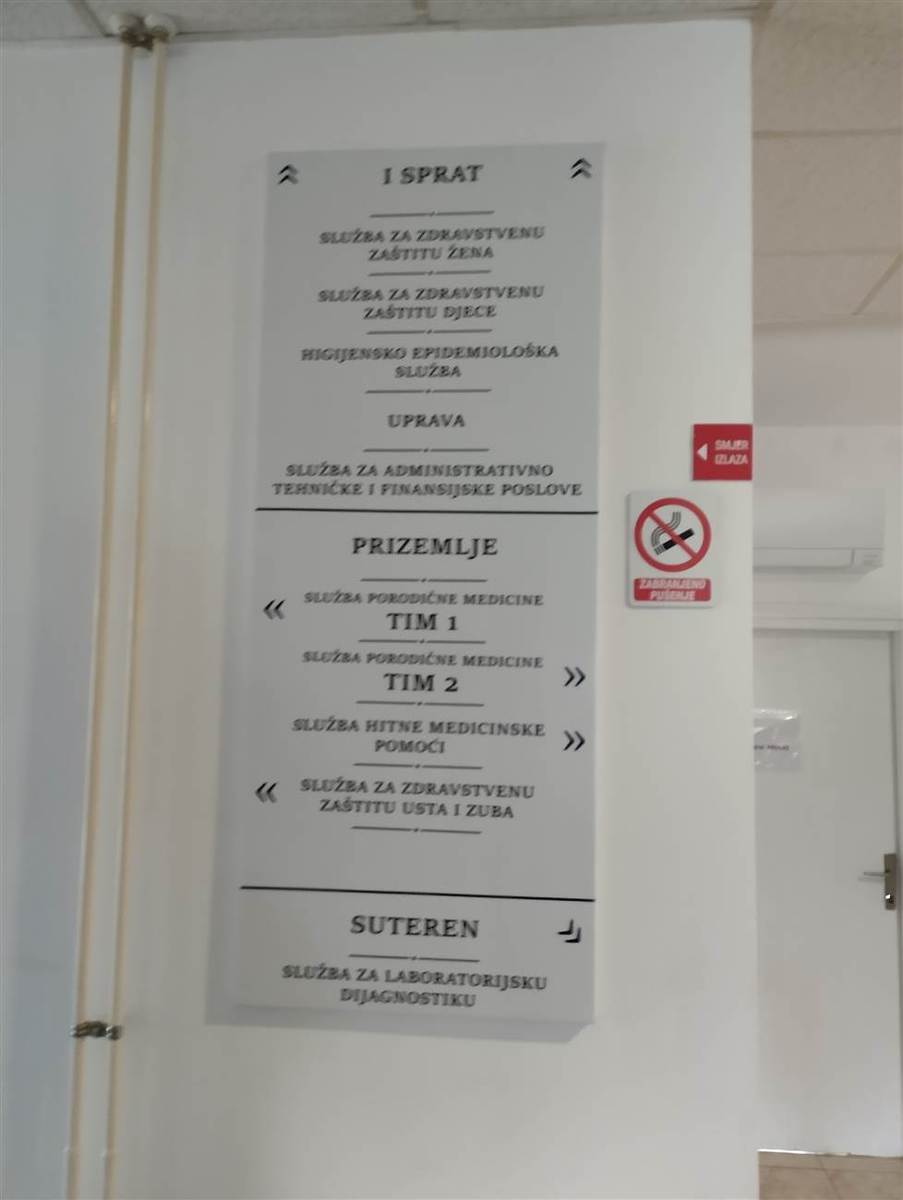 I SPRAT
SLUŽBA ZA ZDRAVSTVENU
ZAŠTITU ŽENA
SLUŽBA ZA ZDRAVSTVENU
ZAŠTITU DJECE
HIGIJENSKO EPIDEMIOLOŠKA
SLUŽBA
UPRAVA
SLUŽBA ZA ADMINISTRATIVNO
TEHNIČKE I FINANSIJSKE POSLOVE
PRIZEMLJE
SLUŽBA PORODIČNE MEDICINE
TIM 1
SLUŽBA PORODIČNE MEDICINE
TIM 2
SLUŽBA HITNE MEDICINSKE
POMOĆI
SLUŽBA ZA ZDRAVSTVENU
ZAŠTITU USTA I ZUBA
SUTEREN
SLUŽBA ZA LABORATORIJSKU
DIJAGNOSTIKU
SMJER
IZLAZA
ZABRANJENO
PUŠENJE